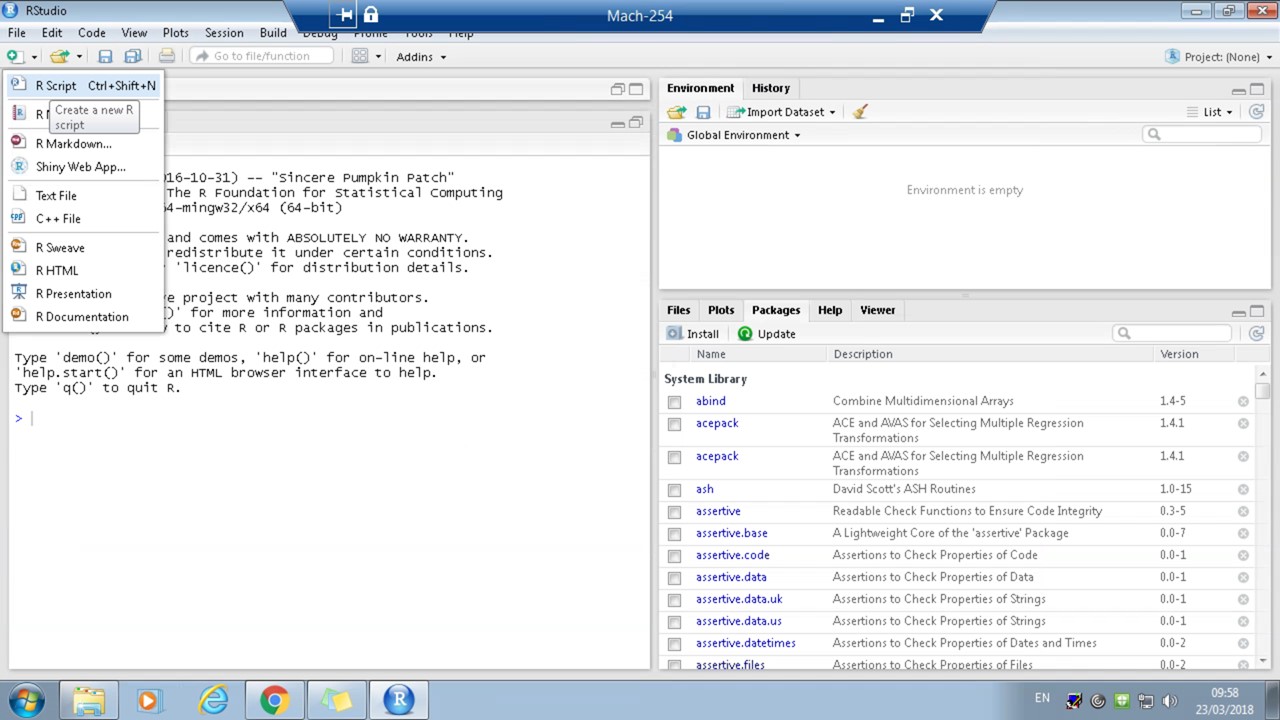 RStudio
Mach-254
File Edit Code View Plots Session Build Debug Profile Tools Help
Go to file/function
Addins
Project: (None)
R Script Ctrl+Shift+N
Create a new R
script
R Markdown...
Shiny Web App...
Text File
C++ File
R Sweave
R HTML
R Presentation
R Documentation
16-10-31) -- "Sincere Pumpkin Patch"
The R Foundation for Statistical Computing
4-mingw32/x64 (64-bit)
and comes with ABSOLUTELY NO WARRANTY.
redistribute it under certain conditions.
'licence()' for distribution details.
project with many contributors.
)' for more information and
to cite R or R packages in publications.
Type 'demo()' for some demos, 'help()' for on-line help, or
'help.start()' for an HTML browser interface to help.
Type 'q()' to quit R.
>
Environment History
Import Dataset
List
Global Environment
Environment is empty
Files Plots Packages Help Viewer
Install Update
Name Description Version
System Library
abind Combine Multidimensional Arrays 1.4-5
acepack ACE and AVAS for Selecting Multiple Regression 1.4.1
Transformations
acepack ACE and AVAS for Selecting Multiple Regression 1.4.1
Transformations
ash David Scott's ASH Routines 1.0-15
assertive Readable Check Functions to Ensure Code Integrity 0.3-5
assertive.base A Lightweight Core of the 'assertive' Package 0.0-7
assertive.code Assertions to Check Properties of Code 0.0-1
assertive.data Assertions to Check Properties of Data 0.0-1
assertive.data.uk Assertions to Check Properties of Strings 0.0-1
assertive.data.us Assertions to Check Properties of Strings 0.0-1
assertive.datetimes Assertions to Check Properties of Dates and Times 0.0-2
assertive.files Assertions to Check Properties of Files 0.0-2
EN
09:58
23/03/2018